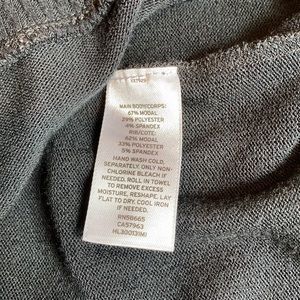 MAIN BODY/CORPS:
67% MODAL
29% POLYESTER
4% SPANDEX
RIB/COTE:
62% MODAL
33% POLYESTER
5% SPANDEX
HAND WASH COLD,
SEPARATELY, ONLY NON-
CHLORINE BLEACH IF
NEEDED. ROLL IN TOWEL
TO REMOVE EXCESS
MOISTURE, RESHAPE, LAY
FLAT TO DRY. COOL IRON IF
NEEDED.
RN58665
CA57963
HL30013(M)